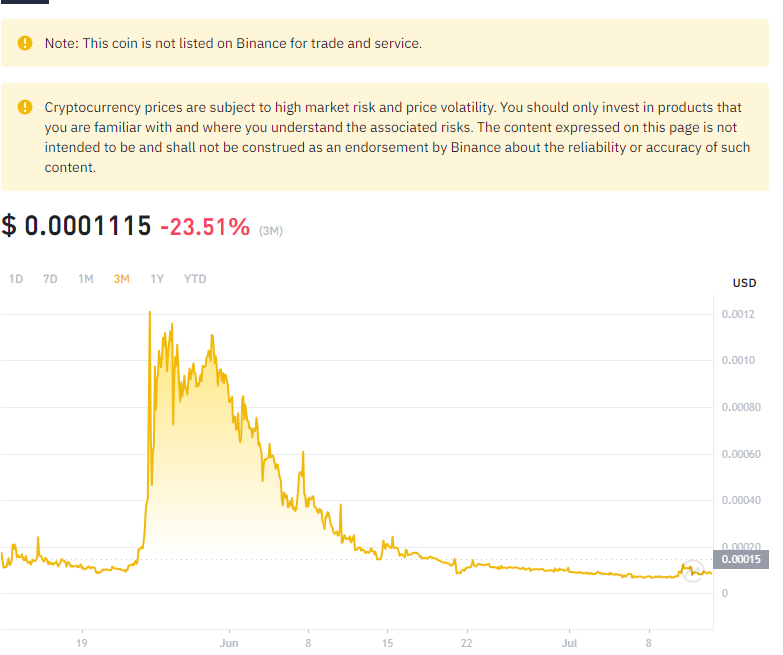 Note: This coin is not listed on Binance for trade and service.
Cryptocurrency prices are subject to high market risk and price volatility. You should only invest in products that
you are familiar with and where you understand the associated risks. The content expressed on this page is not
intended to be and shall not be construed as an endorsement by Binance about the reliability or accuracy of such
content.
$ 0.0001115 -23.51% (3M)
1D 7D 1M 3M 1Y YTD
USD
0.0012
0.0010
0.00080
0.00060
0.00040
0.00020
0.00015
0
19 Jun 8 15 22 Jul 8